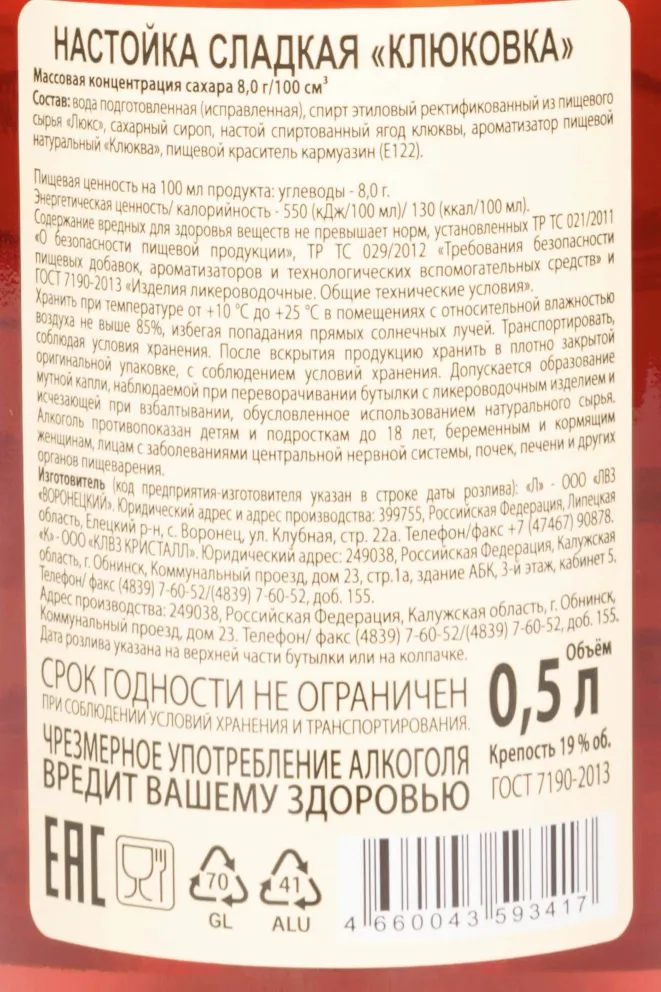 НАСТОЙКА СЛАДКАЯ «КЛЮКОВКА»
Массовая концентрация сахара 8,0 г/100 см³
Состав: вода подготовленная (исправленная), спирт этиловый ректификованный из пищевого
сырья «Люкс», сахарный сироп, настой спиртованный ягод клюквы, ароматизатор пищевой
натуральный «Клюква», пищевой краситель кармуазин (Е122).
Пищевая ценность на 100 мл продукта: углеводы - 8,0 г.
Энергетическая ценность/ калорийность - 550 (кДж/100 мл)/ 130 (ккал/100 мл).
Содержание вредных для здоровья веществ не превышает норм, установленных ТР ТС 021/2011
«О безопасности пищевой продукции», ТР ТС 029/2012 «Требования безопасности
пищевых добавок, ароматизаторов и технологических вспомогательных средств» и
ГОСТ 7190-2013 «Изделия ликероводочные. Общие технические условия».
Хранить при температуре от +10 °С до +25 °С в помещениях с относительной влажностью
воздуха не выше 85%, избегая попадания прямых солнечных лучей. Транспортировать,
соблюдая условия хранения. После вскрытия продукцию хранить в плотно закрытой
оригинальной упаковке, с соблюдением условий хранения. Допускается образование
мутной капли, наблюдаемой при переворачивании бутылки с ликероводочным изделием и
исчезающей при взбалтывании, обусловленное использованием натурального сырья.
Алкоголь противопоказан детям и подросткам до 18 лет, беременным и кормящим
женщинам, лицам с заболеваниями центральной нервной системы, почек, печени и других
органов пищеварения.
Изготовитель (код предприятия-изготовителя указан в строке даты розлива): «Л» - ООО «ЛВЗ
«ВОРОНЕЦКИЙ». Юридический адрес и адрес производства: 399755, Российская Федерация, Липецкая
область, Елецкий р-н, с. Воронец, ул. Клубная, стр. 22а. Телефон/факс +7 (47467) 90878.
«К» - ООО «КЛВЗ КРИСТАЛЛ». Юридический адрес: 249038, Российская Федерация, Калужская
область, г. Обнинск, Коммунальный проезд, дом 23, стр.1а, здание АБК, 3-й этаж, кабинет 5.
Телефон/ факс (4839) 7-60-52/(4839) 7-60-52, доб. 155.
Адрес производства: 249038, Российская Федерация, Калужская область, г. Обнинск,
Коммунальный проезд, дом 23. Телефон/ факс (4839) 7-60-52/(4839) 7-60-52, доб. 155.
Дата розлива указана на верхней части бутылки или на колпачке.
СРОК ГОДНОСТИ НЕ ОГРАНИЧЕН
ПРИ СОБЛЮДЕНИИ УСЛОВИЙ ХРАНЕНИЯ И ТРАНСПОРТИРОВАНИЯ.
Объём
0,5 л
Крепость 19 % об.
ГОСТ 7190-2013
ЧРЕЗМЕРНОЕ УПОТРЕБЛЕНИЕ АЛКОГОЛЯ
ВРЕДИТ ВАШЕМУ ЗДОРОВЬЮ
ЕАС
70
GL
41
ALU
4 660043 593417